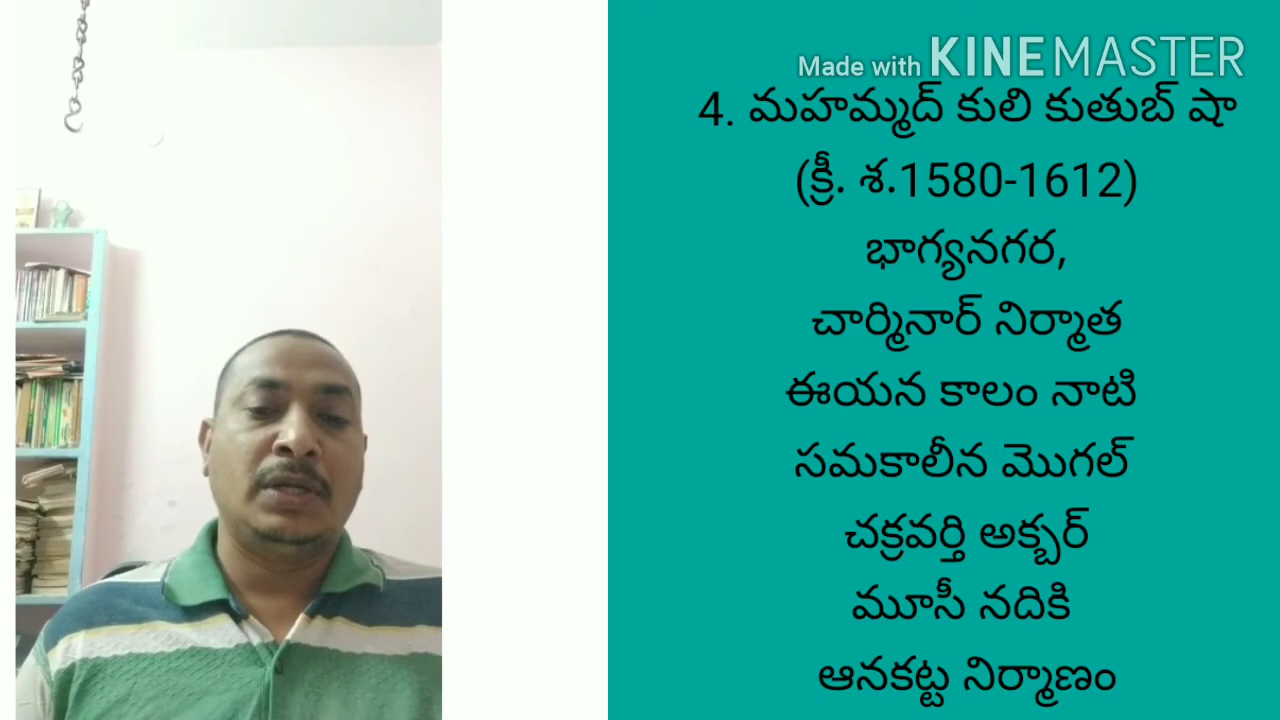 Made with KINEMASTER
4. మహమ్మద్ కులి కుతుబ్ షా
(క్రీ. శ.1580-1612)
భాగ్యనగర,
చార్మినార్ నిర్మాత
ఈయన కాలం నాటి
సమకాలీన మొగల్
చక్రవర్తి అక్బర్
మూసీ నదికి
ఆనకట్ట నిర్మాణం